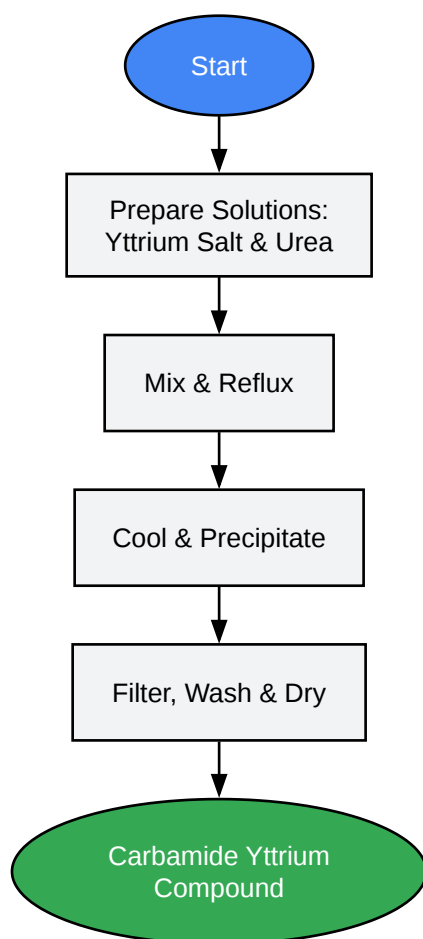 Start
Prepare Solutions:
Yttrium Salt & Urea
Mix & Reflux
Cool & Precipitate
Filter, Wash & Dry
Carbamide Yttrium
Compound